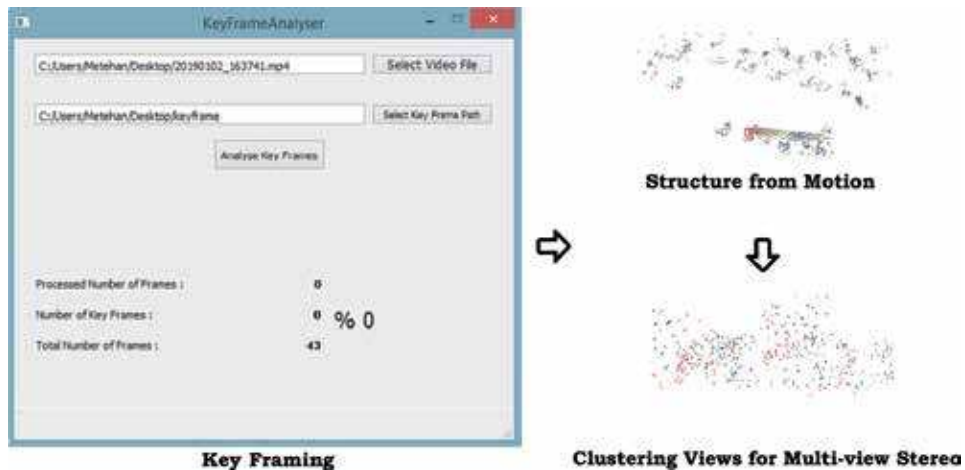 KeyFrameAnalyser
C:/Users/Metehan/Desktop/20190102_163741.mp4
Select Video File
C:/Users/Metehan/Desktop/keyframe
Select Key Frame Path
Analyse Key Frames
Processed Number of Frames :
0
Number of Key Frames :
0
% 0
Total Number of Frames :
43
Key Framing
Structure from Motion
Clustering Views for Multi-view Stereo